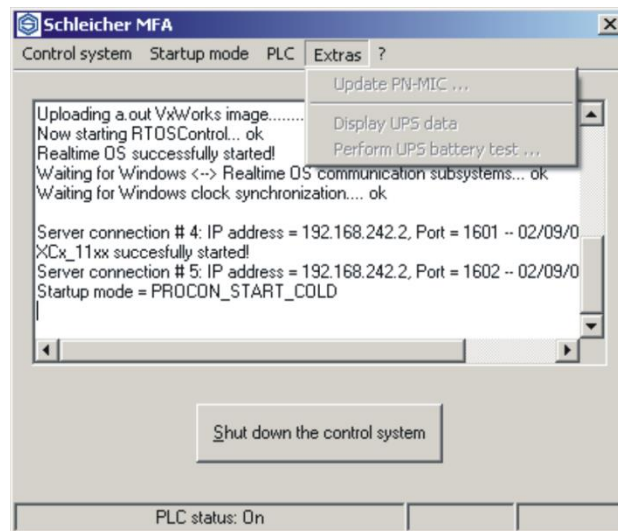 Schleicher MFA
Control system Startup mode PLC Extras ?
Update PN-MIC ...
Display UPS data
Perform UPS battery test ...
Uploading a.out VxWorks image........
Now starting RTOSControl... ok
Realtime OS successfully started!
Waiting for Windows <--> Realtime OS communication subsystems... ok
Waiting for Windows clock synchronization.... ok
Server connection # 4: IP address = 192.168.242.2, Port = 1601 -- 02/09/0
XCx_11xx succesfully started!
Server connection # 5: IP address = 192.168.242.2, Port = 1602 -- 02/09/0
Startup mode = PROCON_START_COLD
Shut down the control system
PLC status: On